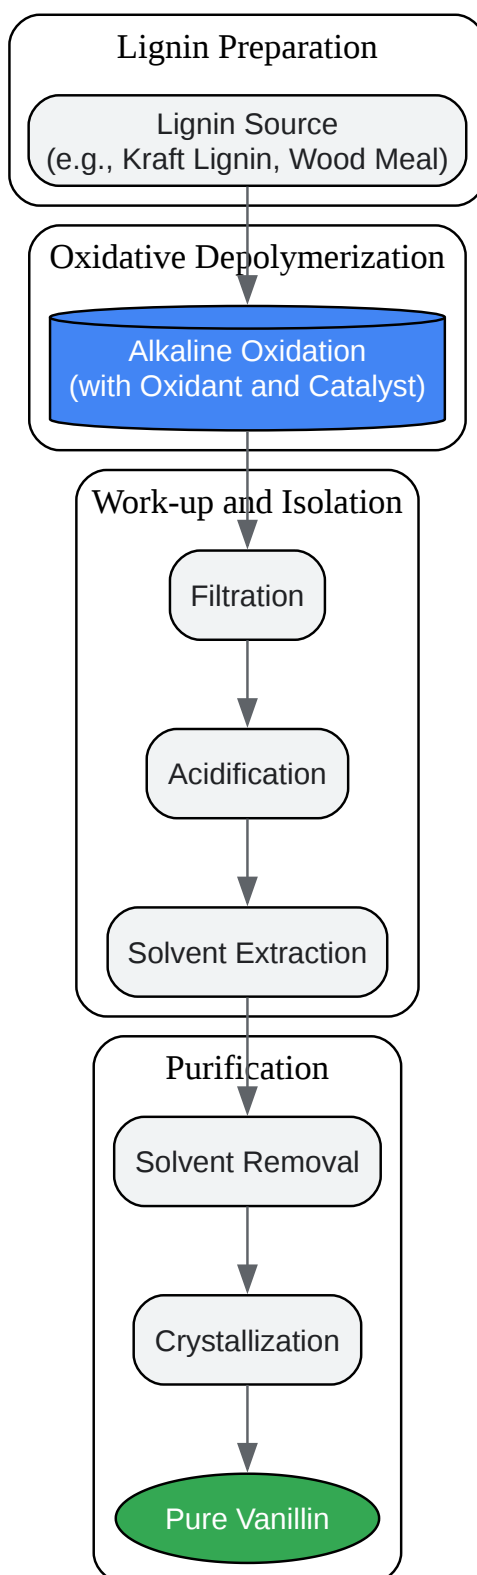 Lignin Preparation
Lignin Source
(e.g., Kraft Lignin, Wood Meal)
Oxidative Depolymerization
Alkaline Oxidation
(with Oxidant and Catalyst)
Work-up and Isolation
Filtration
Acidification
Solvent Extraction
Purification
Solvent Removal
Crystallization
Pure Vanillin